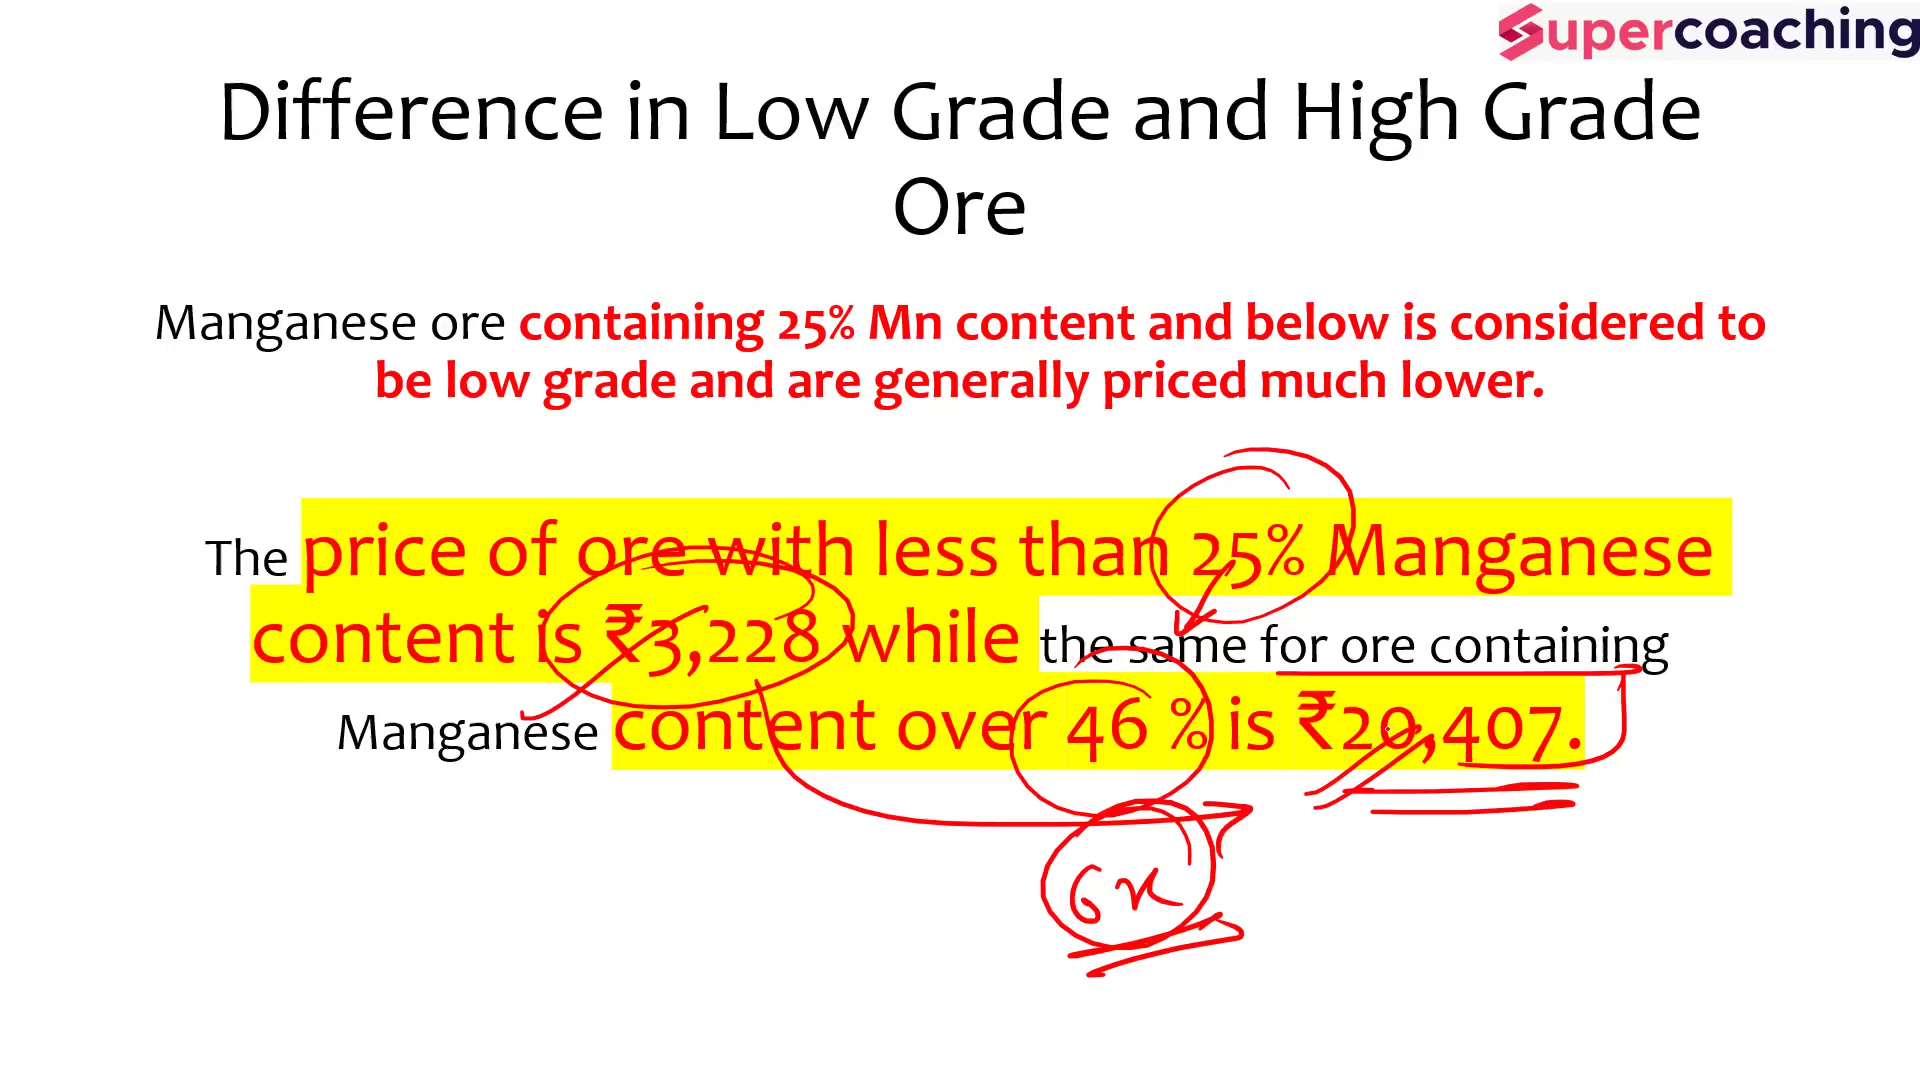 Supercoaching
Difference in Low Grade and High Grade
Ore
Manganese ore containing 25% Mn content and below is considered to
be low grade and are generally priced much lower.
The price of ore with less than 25% Manganese
content is ₹3,228 while the same for ore containing
Manganese content over 46 % is ₹20,407.
6x